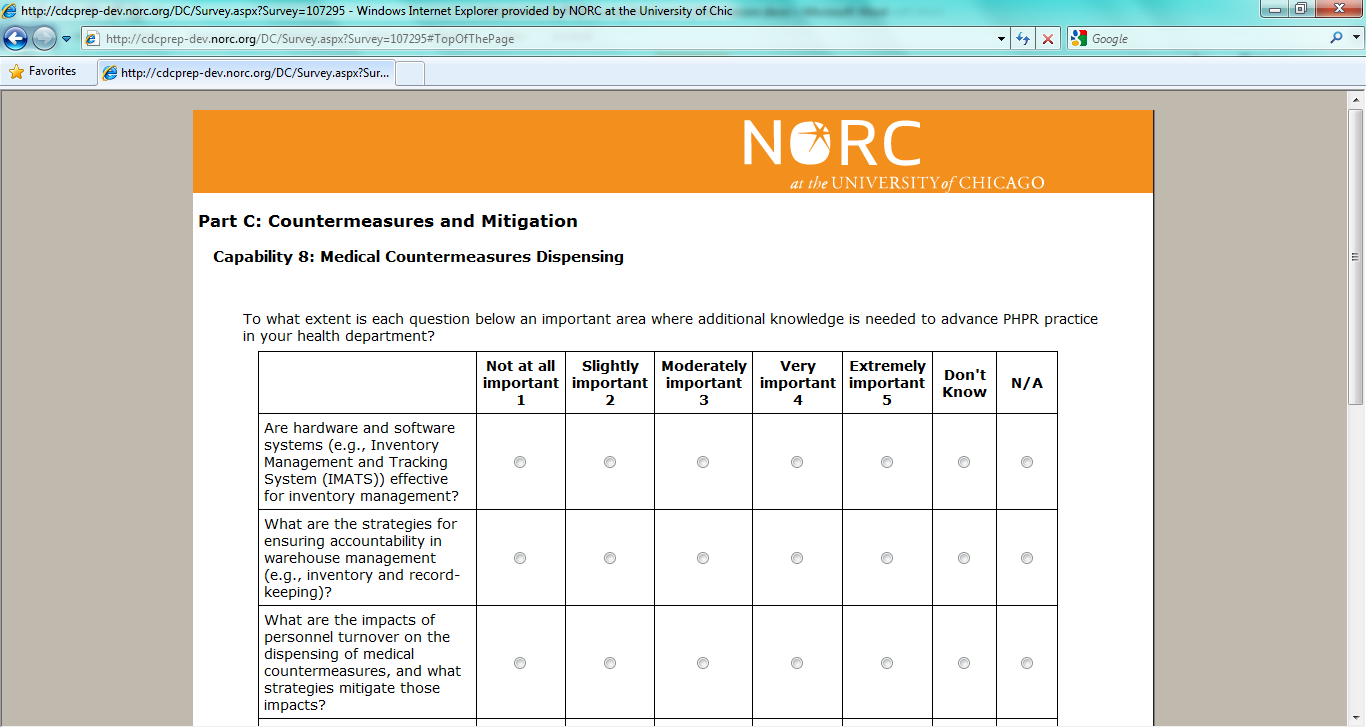 http://cdcprep-dev.norc.org/DC/Survey.aspx?Survey=107295 - Windows Internet Explorer provided by NORC at the University of Chic
http://cdcprep-dev.norc.org/DC/Survey.aspx?Survey=107295#TopOfThePage
Google
Favorites
http://cdcprep-dev.norc.org/DC/Survey.aspx?Sur...
NORC
at the UNIVERSITY of CHICAGO
Part C: Countermeasures and Mitigation
Capability 8: Medical Countermeasures Dispensing
To what extent is each question below an important area where additional knowledge is needed to advance PHPR practice
in your health department?
Not at all important 1
Slightly important 2
Moderately important 3
Very important 4
Extremely important 5
Don't Know
N/A
Are hardware and software
systems (e.g., Inventory
Management and Tracking
System (IMATS)) effective
for inventory management?
What are the strategies for
ensuring accountability in
warehouse management
(e.g., inventory and record-
keeping)?
What are the impacts of
personnel turnover on the
dispensing of medical
countermeasures, and what
strategies mitigate those
impacts?